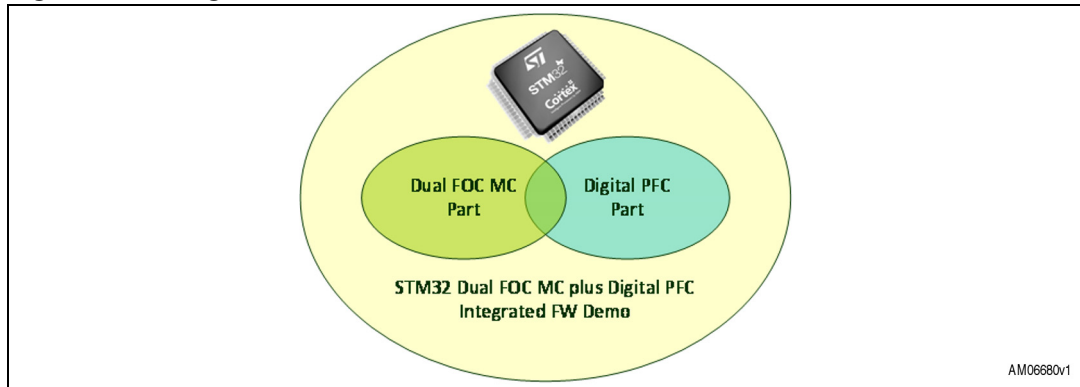 ST
STM32
Cortex
Dual FOC MC
Part
Digital PFC
Part
STM32 Dual FOC MC plus Digital PFC
Integrated FW Demo
AM06680v1